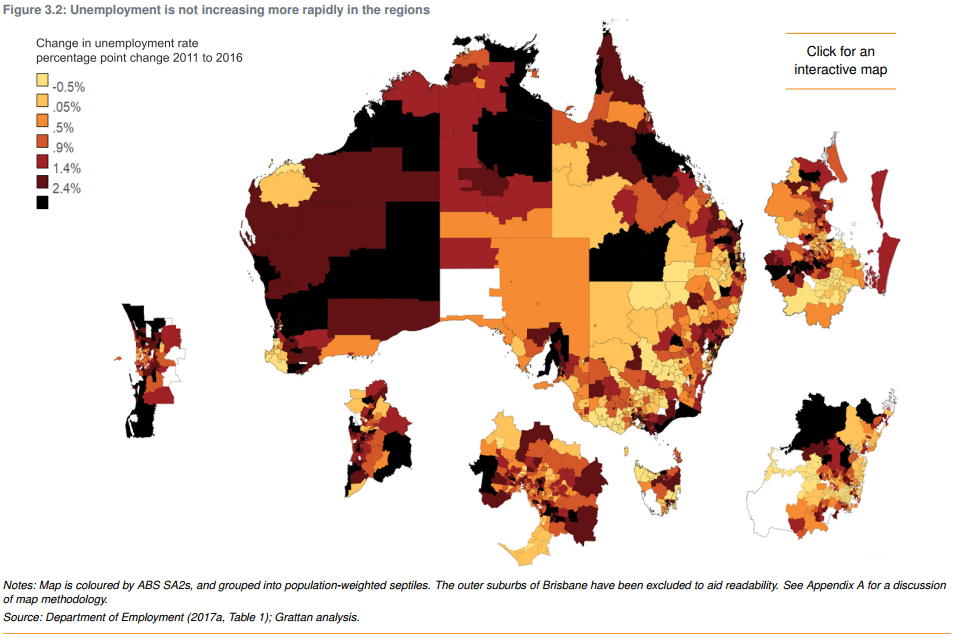 Figure 3.2: Unemployment is not increasing more rapidly in the regions
Change in unemployment rate
percentage point change 2011 to 2016
-0.5%
.05%
.5%
.9%
1.4%
2.4%
Click for an
interactive map
Notes: Map is coloured by ABS SA2s, and grouped into population-weighted septiles. The outer suburbs of Brisbane have been excluded to aid readability. See Appendix A for a discussion
of map methodology.
Source: Department of Employment (2017a, Table 1); Grattan analysis.